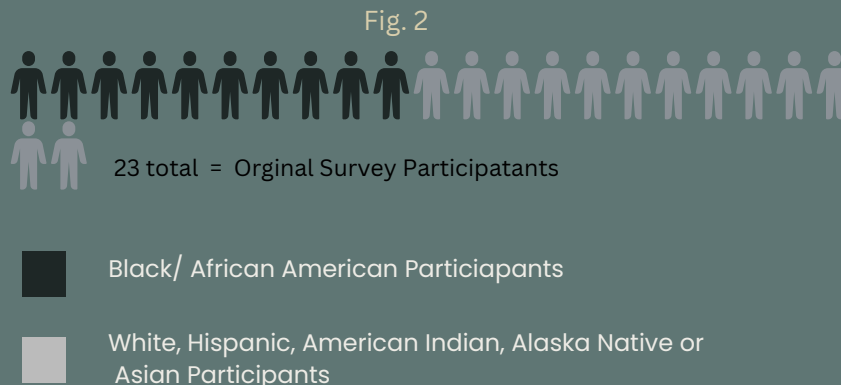 Fig. 2
23 total = Orginal Survey Participatants
Black/ African American Particiapants
White, Hispanic, American Indian, Alaska Native or
Asian Participants